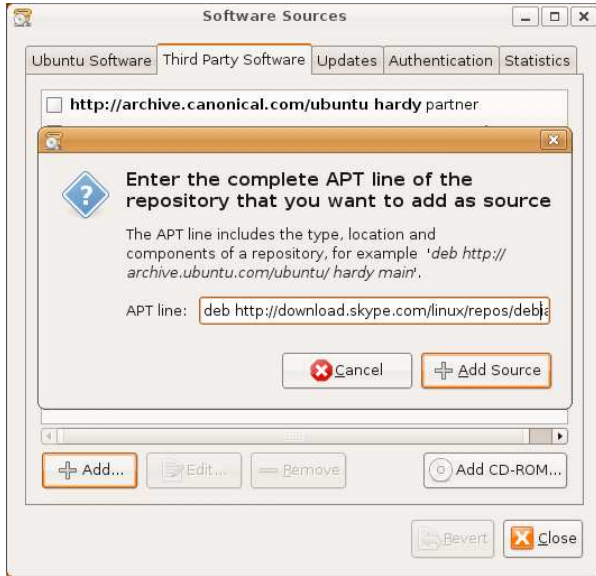 Software Sources
Ubuntu Software Third Party Software Updates Authentication Statistics
http://archive.canonical.com/ubuntu hardy partner
Enter the complete APT line of the
repository that you want to add as source
The APT line includes the type, location and
components of a repository, for example 'deb http://
archive.ubuntu.com/ubuntu/ hardy main'.
APT line: deb http://download.skype.com/linux/repos/debia
Cancel Add Source
Add... Edit... Remove Add CD-ROM...
Revert Close